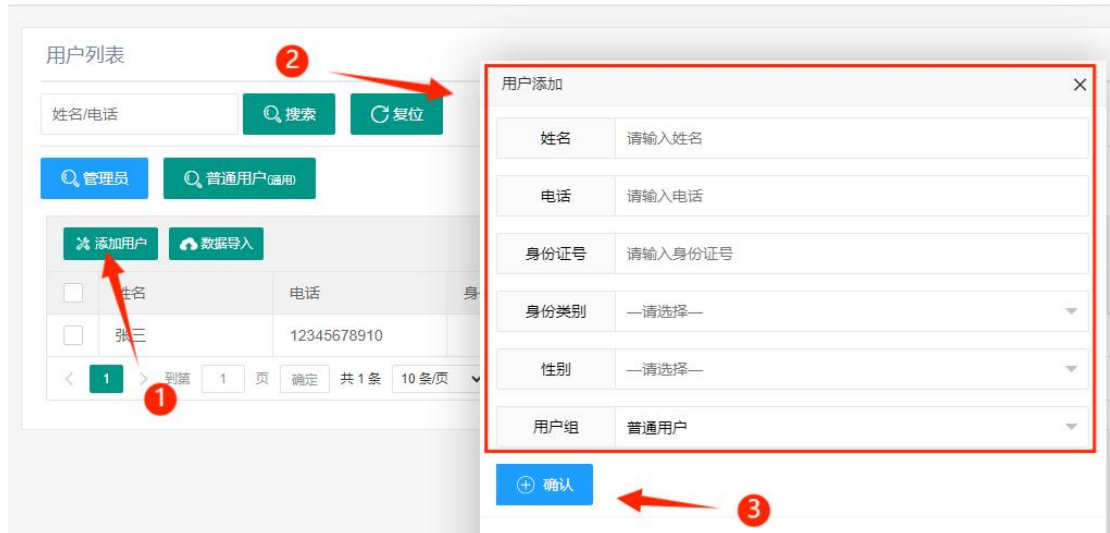 用户列表
2
姓名/电话
搜索
复位
管理员
普通用户(通用)
添加用户
数据导入
姓名 电话 身
张三 12345678910
1 到第 1 页 确定 共 1 条 10 条/页
1
用户添加
姓名 请输入姓名
电话 请输入电话
身份证号 请输入身份证号
身份类别 —请选择—
性别 —请选择—
用户组 普通用户
确认
3